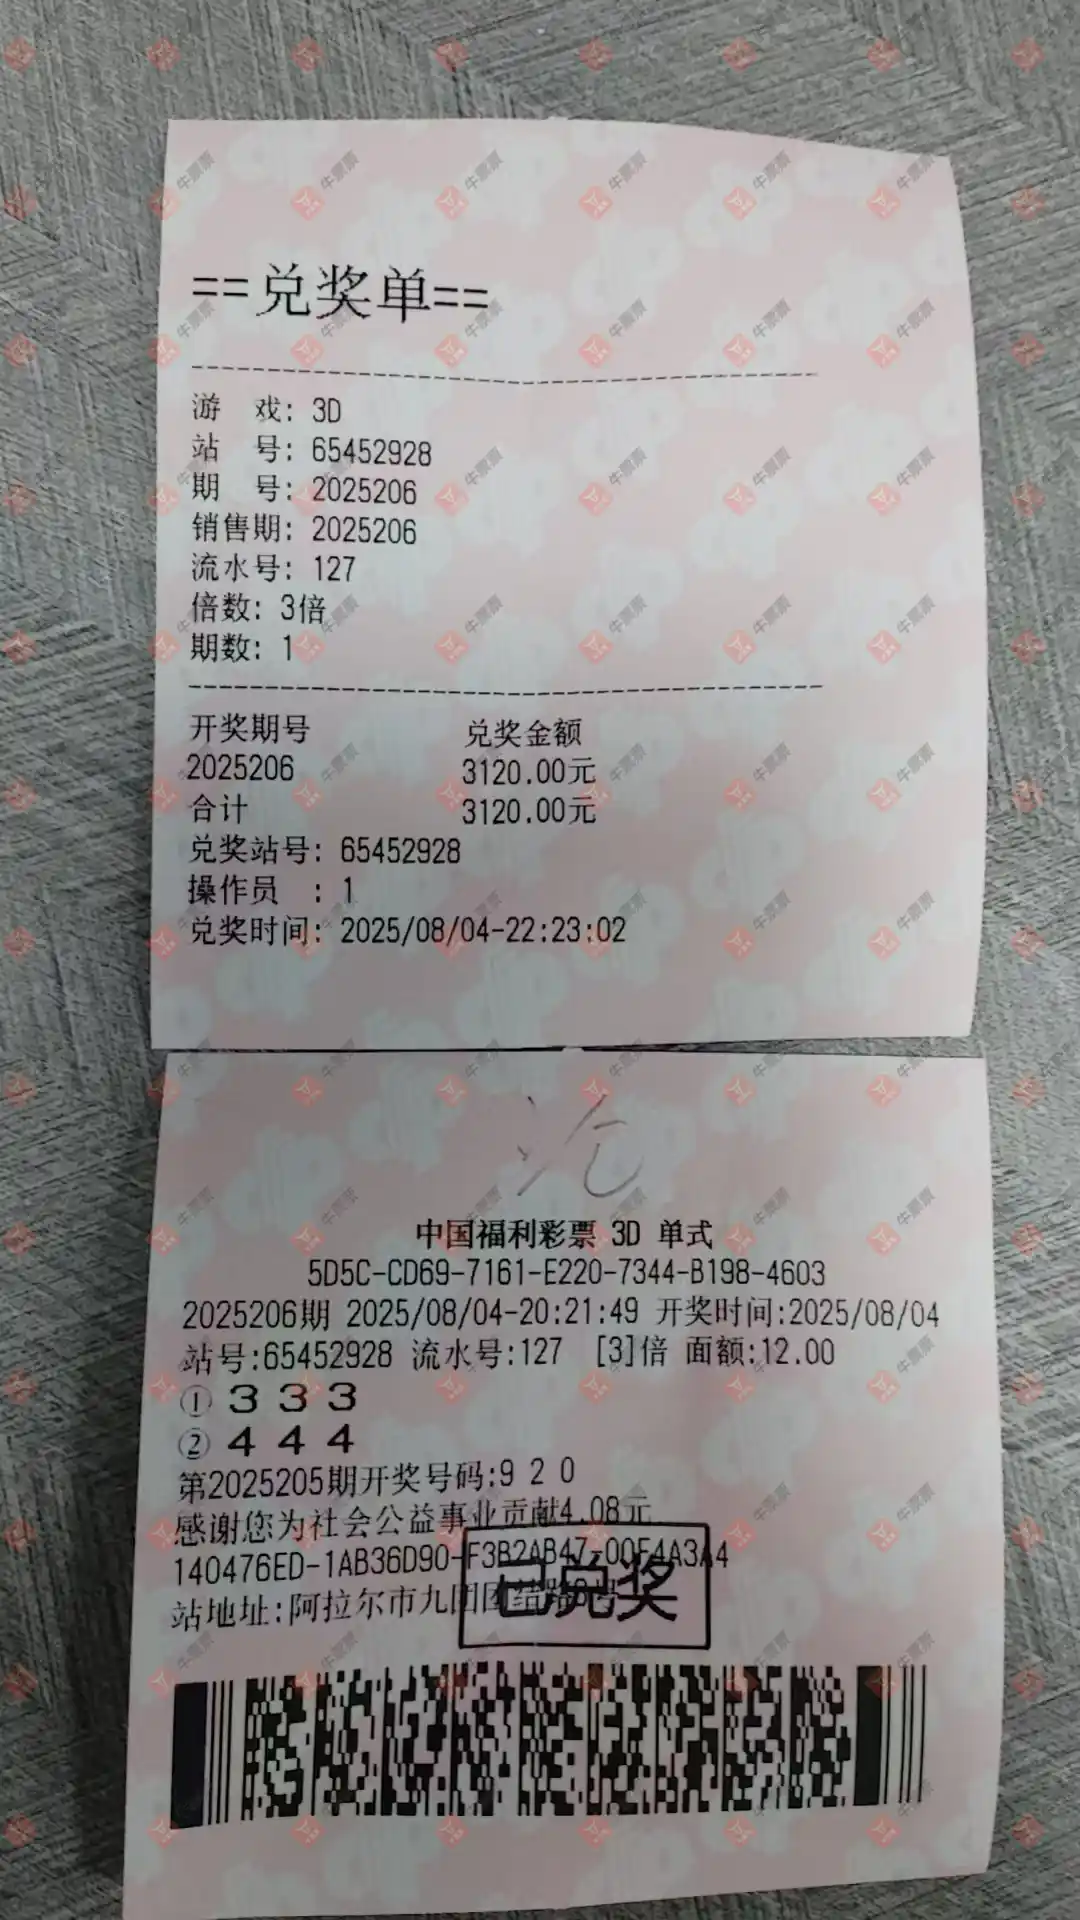 ==兑奖单==
游 戏: 3D
站 号: 65452928
期 号: 2025206
销售期: 2025206
流水号: 127
倍数: 3倍
期数: 1
开奖期号 兑奖金额
2025206 3120.00元
合计 3120.00元
兑奖站号: 65452928
操作员 : 1
兑奖时间: 2025/08/04-22:23:02
中国福利彩票 3D 单式
5D5C-CD69-7161-E220-7344-B198-4603
2025206期 2025/08/04-20:21:49 开奖时间:2025/08/04
站号:65452928 流水号:127 [3]倍 面额:12.00
① 3 3 3
② 4 4 4
第2025205期开奖号码:9 2 0
感谢您为社会公益事业贡献4.08元
140476ED-1AB36D90-F3B2AB47-00F4A3A4
站地址:阿拉尔市九团团结路8号
已兑奖
牛票票